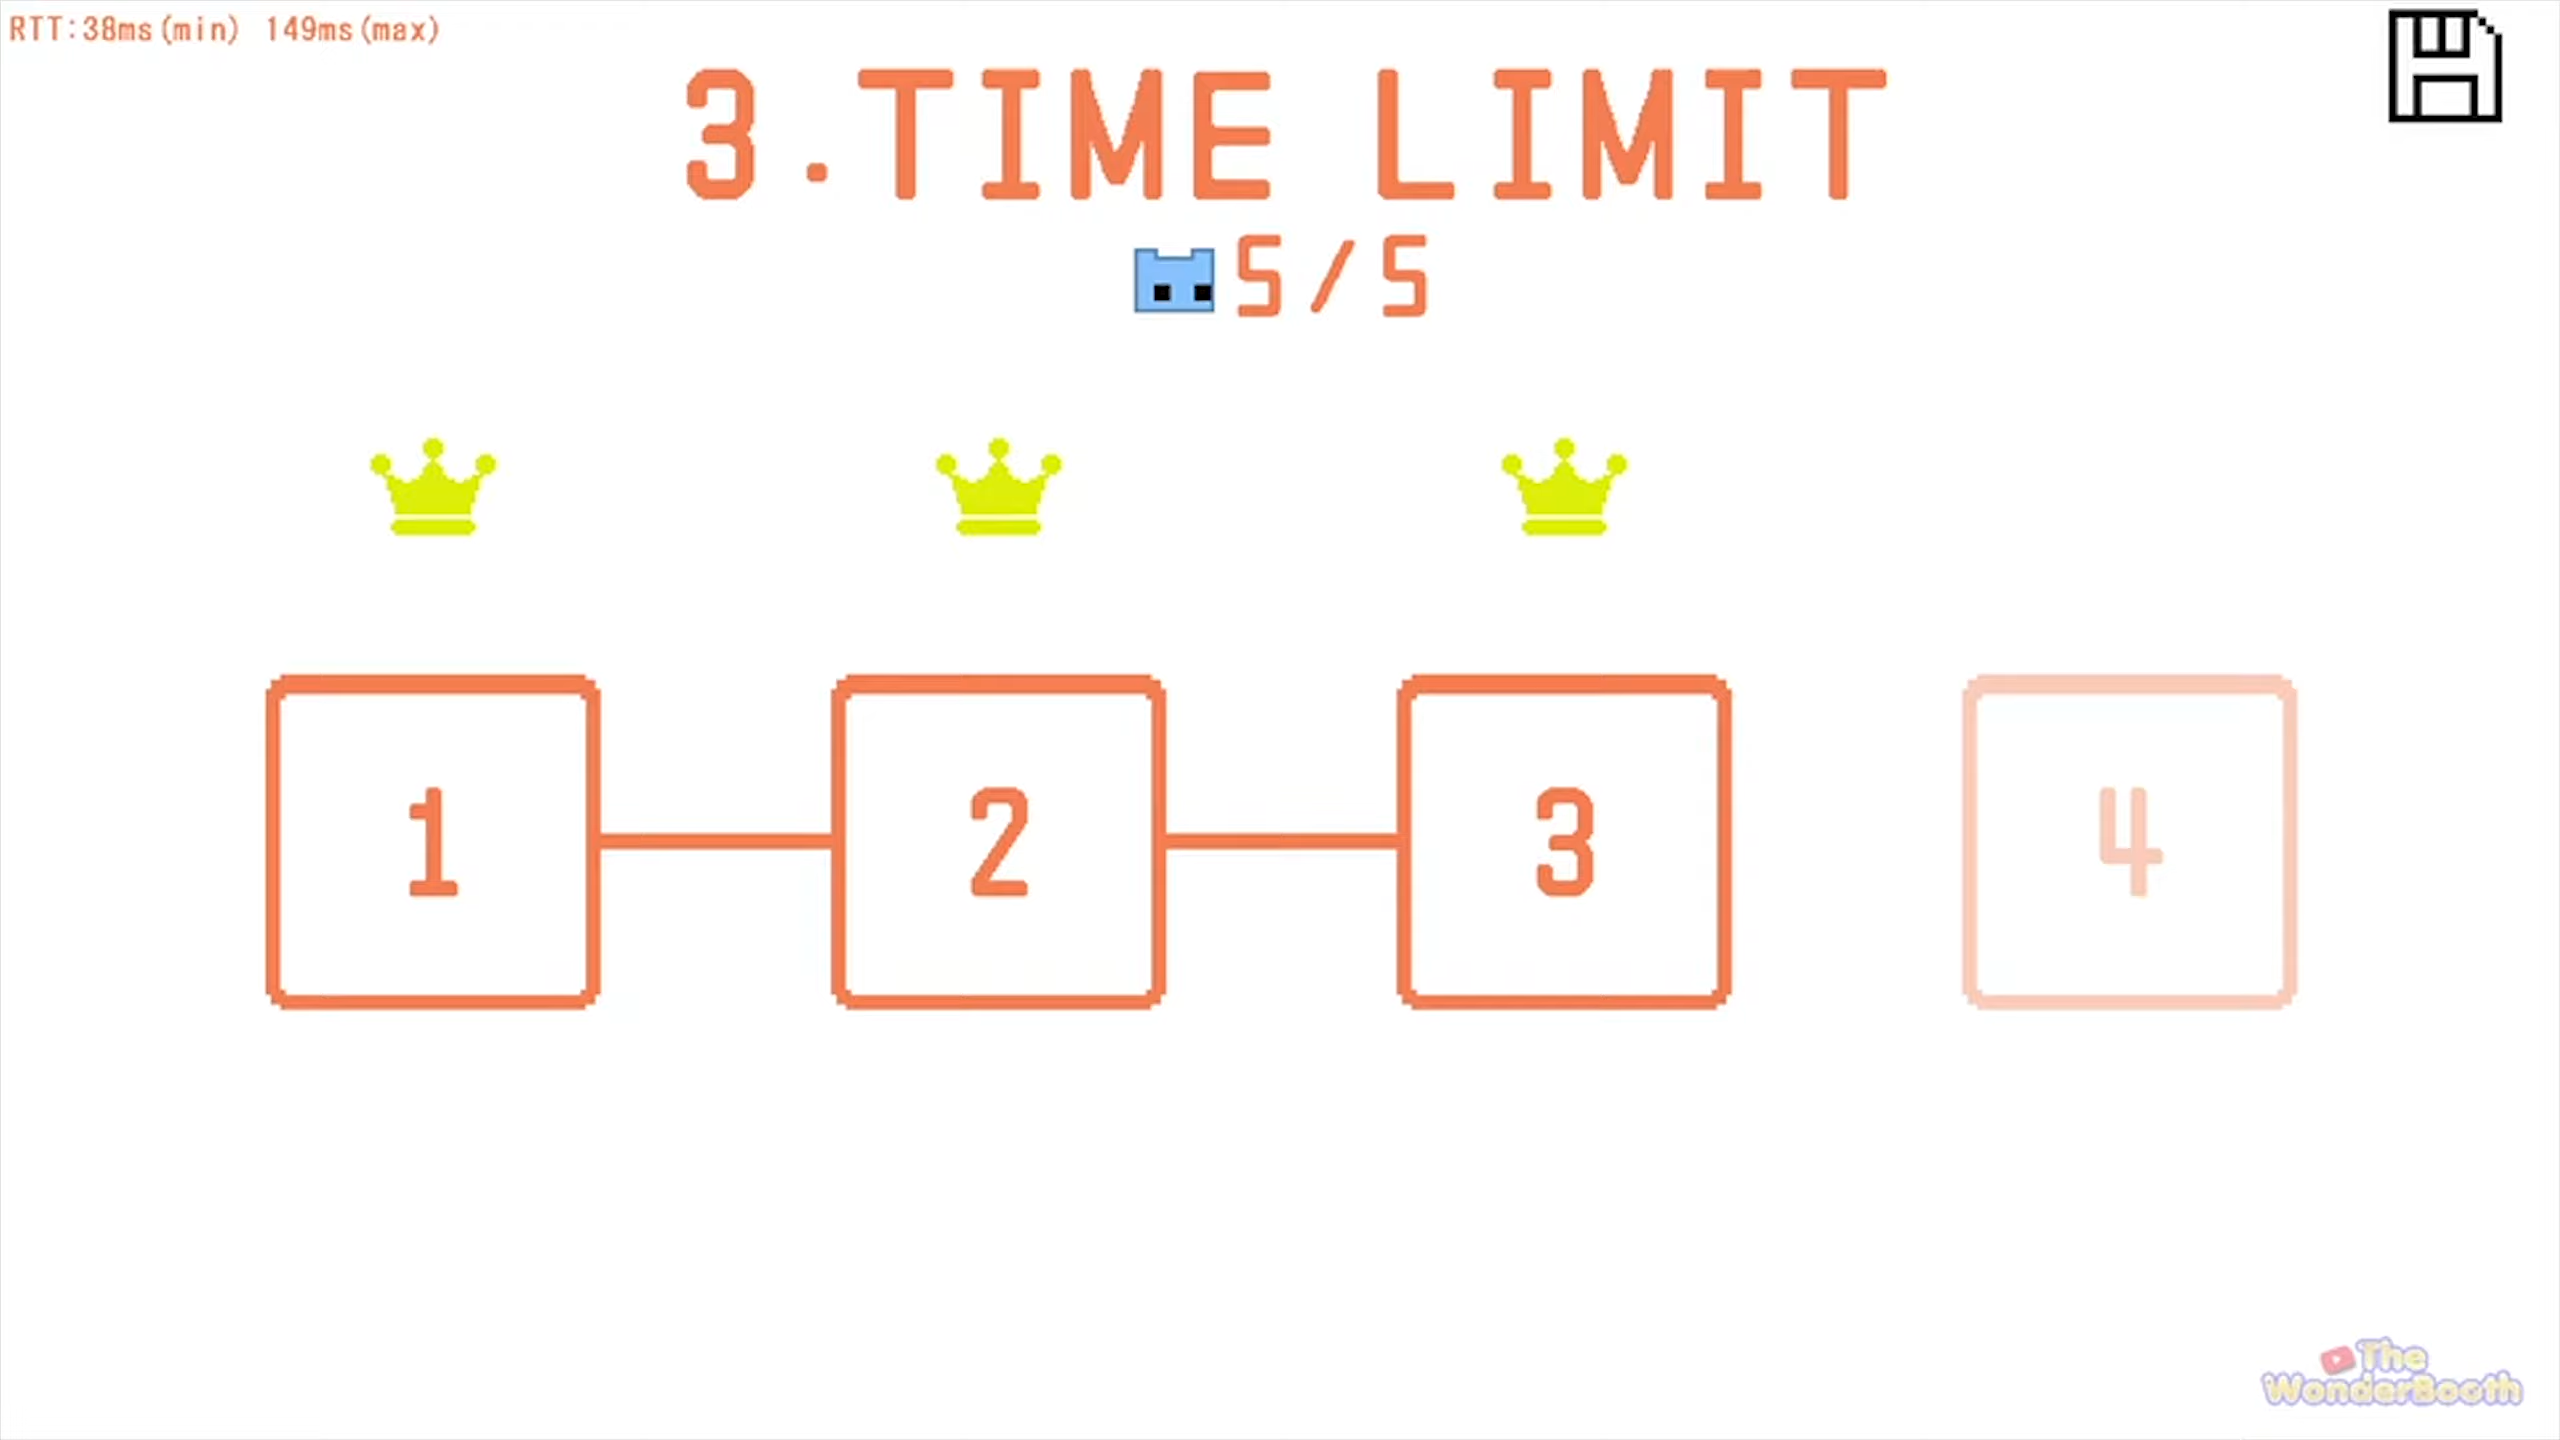 RTT:38ms(min) 149ms(max)
3.TIME LIMIT
5/5
1
2
3
4
The
WonderBooth